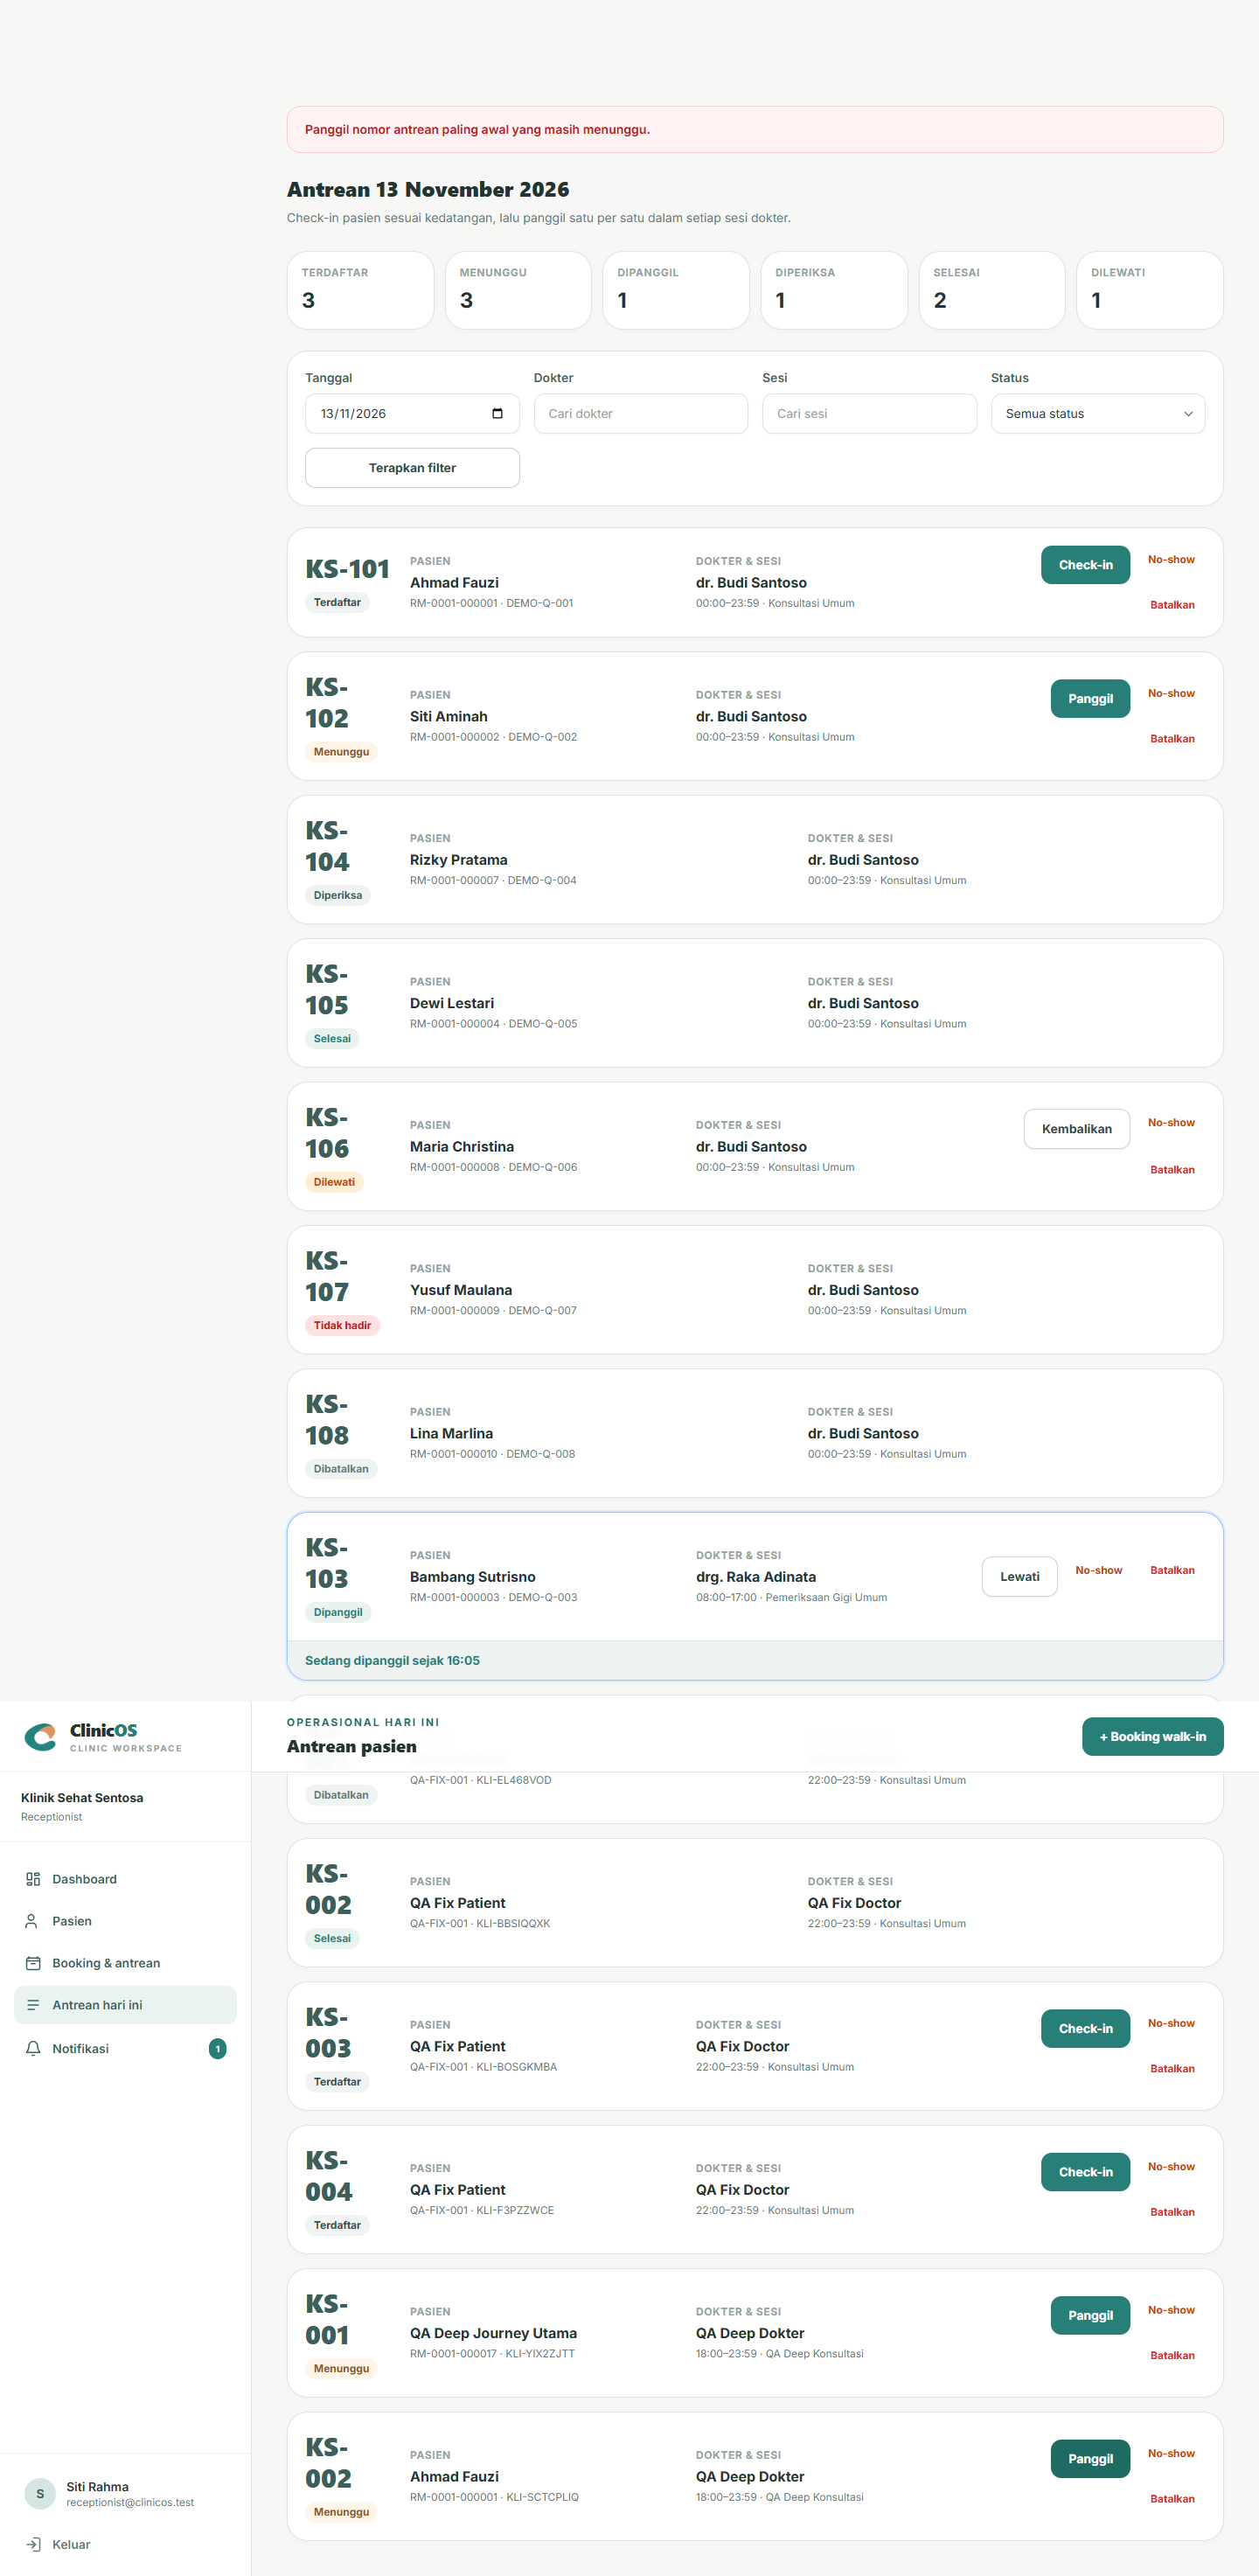 Panggil nomor antrean paling awal yang masih menunggu.
Antrean 13 November 2026
Check-in pasien sesuai kedatangan, lalu panggil satu per satu dalam setiap sesi dokter.
TERDAFTAR
3
MENUNGGU
3
DIPANGGIL
1
DIPERIKSA
1
SELESAI
2
DILEWATI
1
Tanggal
13/11/2026
Dokter
Cari dokter
Sesi
Cari sesi
Status
Semua status
Terapkan filter
KS-101
Terdaftar
PASIEN
Ahmad Fauzi
RM-0001-000001 · DEMO-Q-001
DOKTER & SESI
dr. Budi Santoso
00:00–23:59 · Konsultasi Umum
Check-in
No-show
Batalkan
KS-
102
Menunggu
PASIEN
Siti Aminah
RM-0001-000002 · DEMO-Q-002
DOKTER & SESI
dr. Budi Santoso
00:00–23:59 · Konsultasi Umum
Panggil
No-show
Batalkan
KS-
104
Diperiksa
PASIEN
Rizky Pratama
RM-0001-000007 · DEMO-Q-004
DOKTER & SESI
dr. Budi Santoso
00:00–23:59 · Konsultasi Umum
KS-
105
Selesai
PASIEN
Dewi Lestari
RM-0001-000004 · DEMO-Q-005
DOKTER & SESI
dr. Budi Santoso
00:00–23:59 · Konsultasi Umum
KS-
106
Dilewati
PASIEN
Maria Christina
RM-0001-000008 · DEMO-Q-006
DOKTER & SESI
dr. Budi Santoso
00:00–23:59 · Konsultasi Umum
Kembalikan
No-show
Batalkan
KS-
107
Tidak hadir
PASIEN
Yusuf Maulana
RM-0001-000009 · DEMO-Q-007
DOKTER & SESI
dr. Budi Santoso
00:00–23:59 · Konsultasi Umum
KS-
108
Dibatalkan
PASIEN
Lina Marlina
RM-0001-000010 · DEMO-Q-008
DOKTER & SESI
dr. Budi Santoso
00:00–23:59 · Konsultasi Umum
KS-
103
Dipanggil
PASIEN
Bambang Sutrisno
RM-0001-000003 · DEMO-Q-003
DOKTER & SESI
drg. Raka Adinata
08:00–17:00 · Pemeriksaan Gigi Umum
Lewati
No-show
Batalkan
Sedang dipanggil sejak 16:05
ClinicOS
CLINIC WORKSPACE
Klinik Sehat Sentosa
Receptionist
Dashboard
Pasien
Booking & antrean
Antrean hari ini
Notifikasi
1
S
Siti Rahma
receptionist@clinicos.test
Keluar
OPERASIONAL HARI INI
Antrean pasien
+ Booking walk-in
Dibatalkan
QA-FIX-001 · KLI-EL468VOD
22:00–23:59 · Konsultasi Umum
KS-
002
Selesai
PASIEN
QA Fix Patient
QA-FIX-001 · KLI-BBSIQQXK
DOKTER & SESI
QA Fix Doctor
22:00–23:59 · Konsultasi Umum
KS-
003
Terdaftar
PASIEN
QA Fix Patient
QA-FIX-001 · KLI-BOSGKMBA
DOKTER & SESI
QA Fix Doctor
22:00–23:59 · Konsultasi Umum
Check-in
No-show
Batalkan
KS-
004
Terdaftar
PASIEN
QA Fix Patient
QA-FIX-001 · KLI-F3PZZWCE
DOKTER & SESI
QA Fix Doctor
22:00–23:59 · Konsultasi Umum
Check-in
No-show
Batalkan
KS-
001
Menunggu
PASIEN
QA Deep Journey Utama
RM-0001-000017 · KLI-YIX2ZJTT
DOKTER & SESI
QA Deep Dokter
18:00–23:59 · QA Deep Konsultasi
Panggil
No-show
Batalkan
KS-
002
Menunggu
PASIEN
Ahmad Fauzi
RM-0001-000001 · KLI-SCTCPLIQ
DOKTER & SESI
QA Deep Dokter
18:00–23:59 · QA Deep Konsultasi
Panggil
No-show
Batalkan